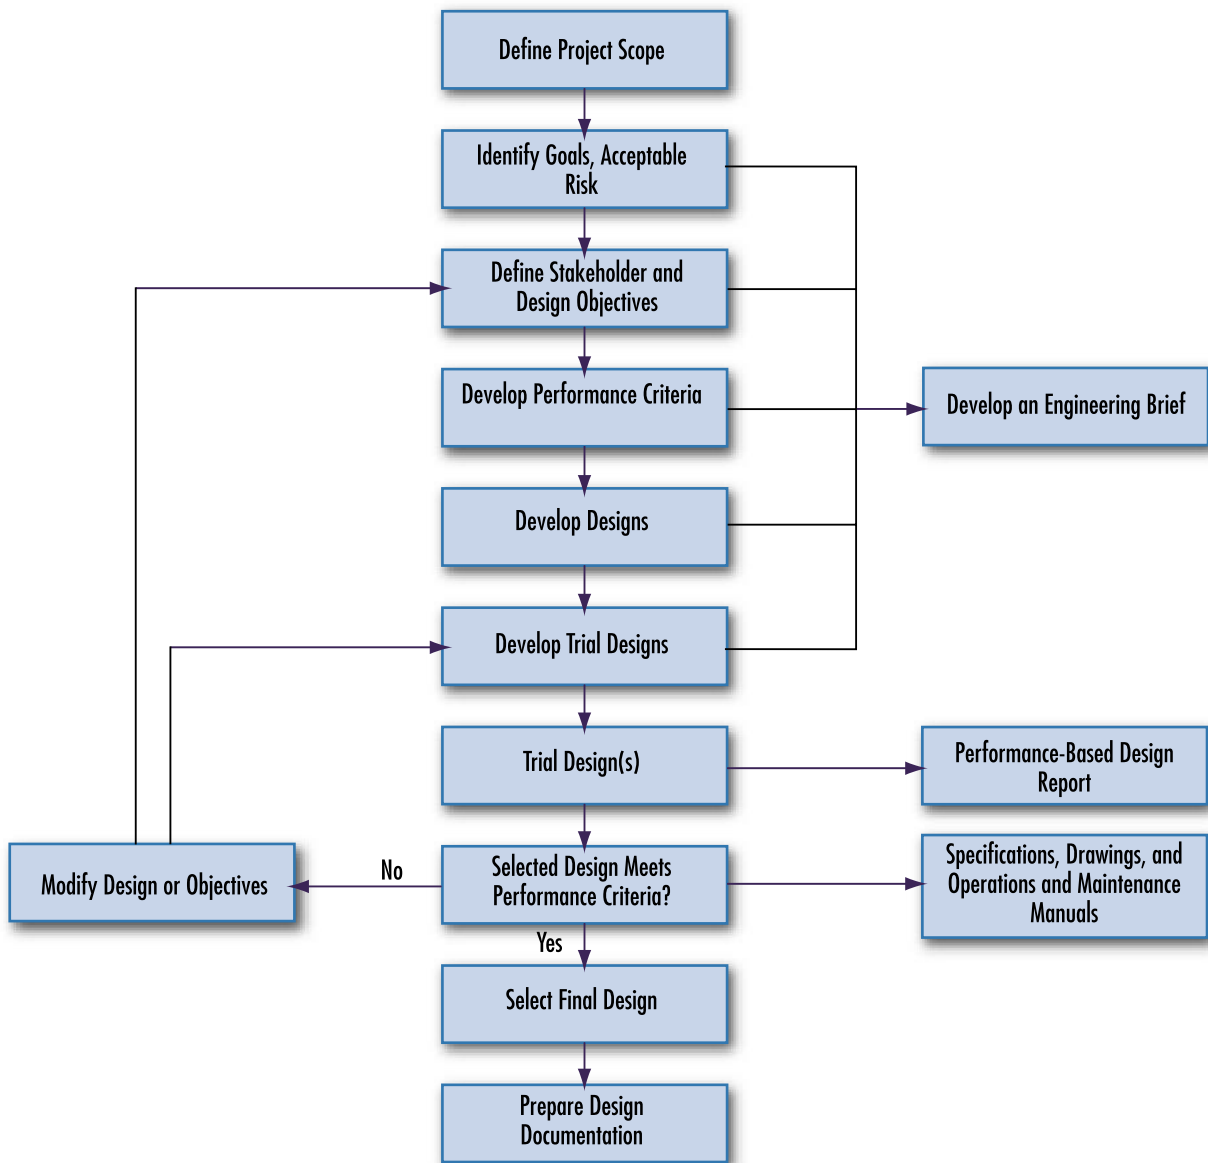 Define Project Scope
Identify Goals, Acceptable
Risk
Define Stakeholder and
Design Objectives
Develop Performance Criteria
Develop an Engineering Brief
Develop Designs
Develop Trial Designs
Trial Design(s)
Performance-Based Design
Report
Modify Design or Objectives
No
Selected Design Meets
Performance Criteria?
Specifications, Drawings, and
Operations and Maintenance
Manuals
Yes
Select Final Design
Prepare Design
Documentation